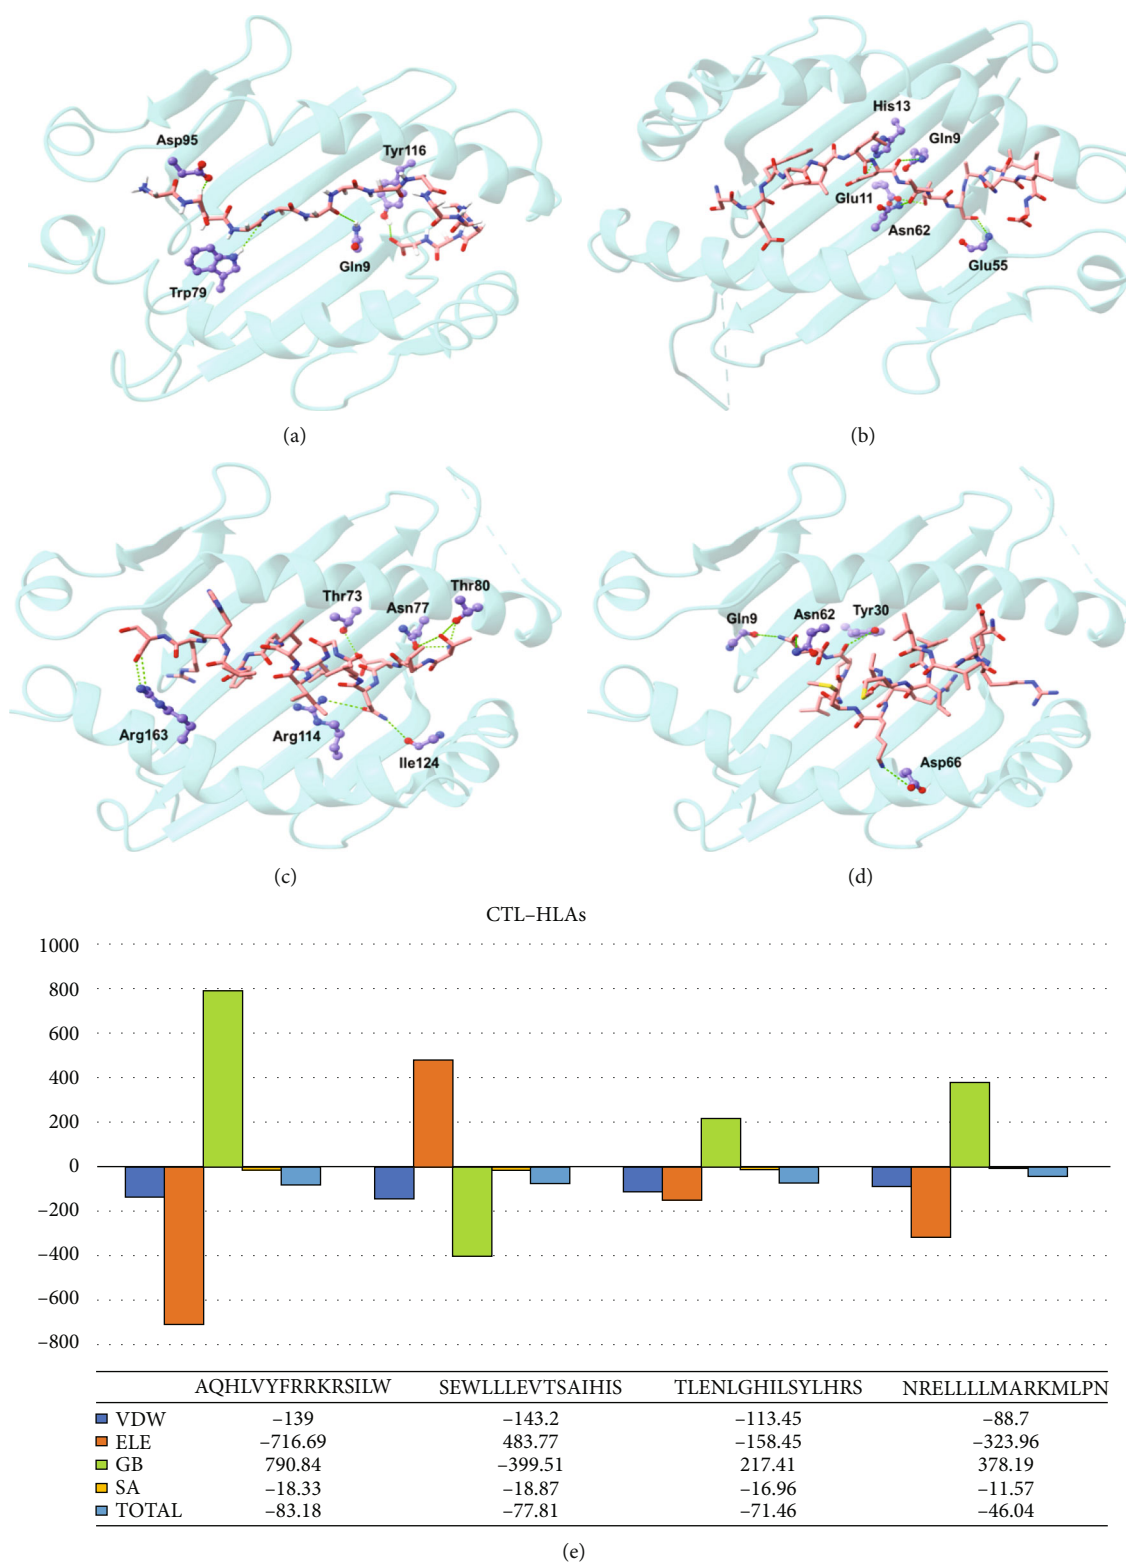 Asp95
Tyr116
Gln9
Trp79
(a)
His13
Gln9
Glu11
Asn62
Glu55
(b)
Thr73
Asn77
Thr80
Arg163
Arg114
Ile124
(c)
Gln9
Asn62
Tyr30
Asp66
(d)
CTL–HLAs
1000
800
600
400
200
0
–200
–400
–600
–800
AQHLVYFRRKRSILW SEWLLLEVTSAIHIS TLENLGHILSYLHRS NRELLLLMARKMLPN
VDW –139 –143.2 –113.45 –88.7
ELE –716.69 483.77 –158.45 –323.96
GB 790.84 –399.51 217.41 378.19
SA –18.33 –18.87 –16.96 –11.57
TOTAL –83.18 –77.81 –71.46 –46.04
(e)